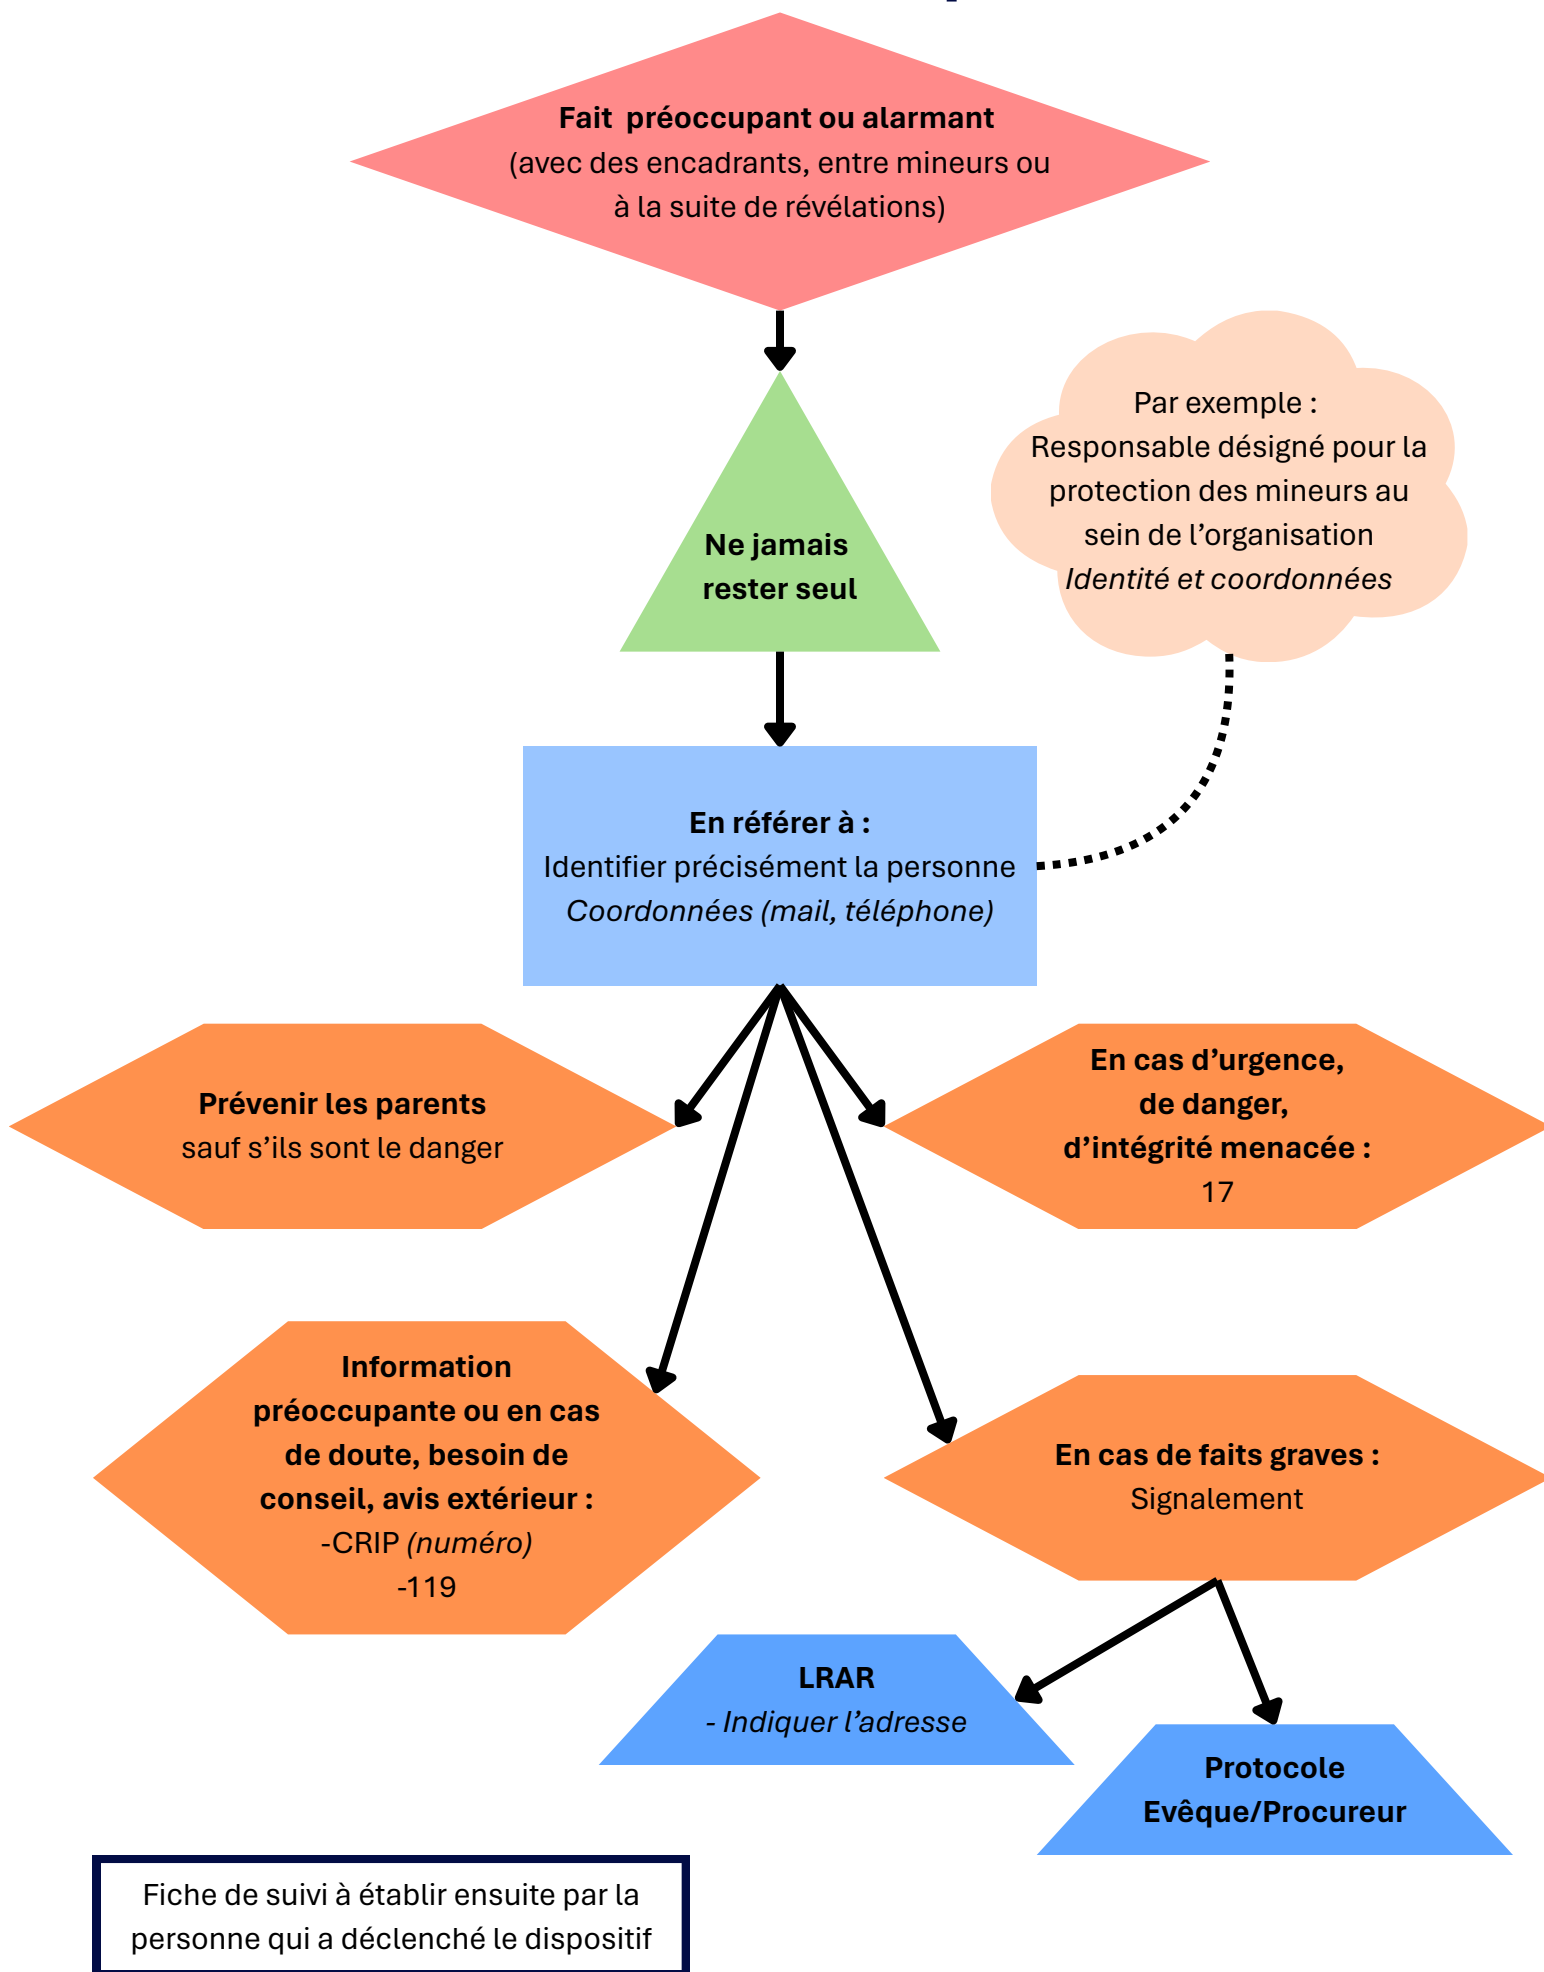 Fait préoccupant ou alarmant
(avec des encadrants, entre mineurs ou
à la suite de révélations)
Par exemple :
Responsable désigné pour la
protection des mineurs au
sein de l’organisation
Identité et coordonnées
Ne jamais
rester seul
En référer à :
Identifier précisément la personne
Coordonnées (mail, téléphone)
Prévenir les parents
sauf s’ils sont le danger
En cas d’urgence,
de danger,
d’intégrité menacée :
17
Information
préoccupante ou en cas
de doute, besoin de
conseil, avis extérieur :
-CRIP (numéro)
-119
En cas de faits graves :
Signalement
LRAR
- Indiquer l’adresse
Protocole
Evêque/Procureur
Fiche de suivi à établir ensuite par la
personne qui a déclenché le dispositif